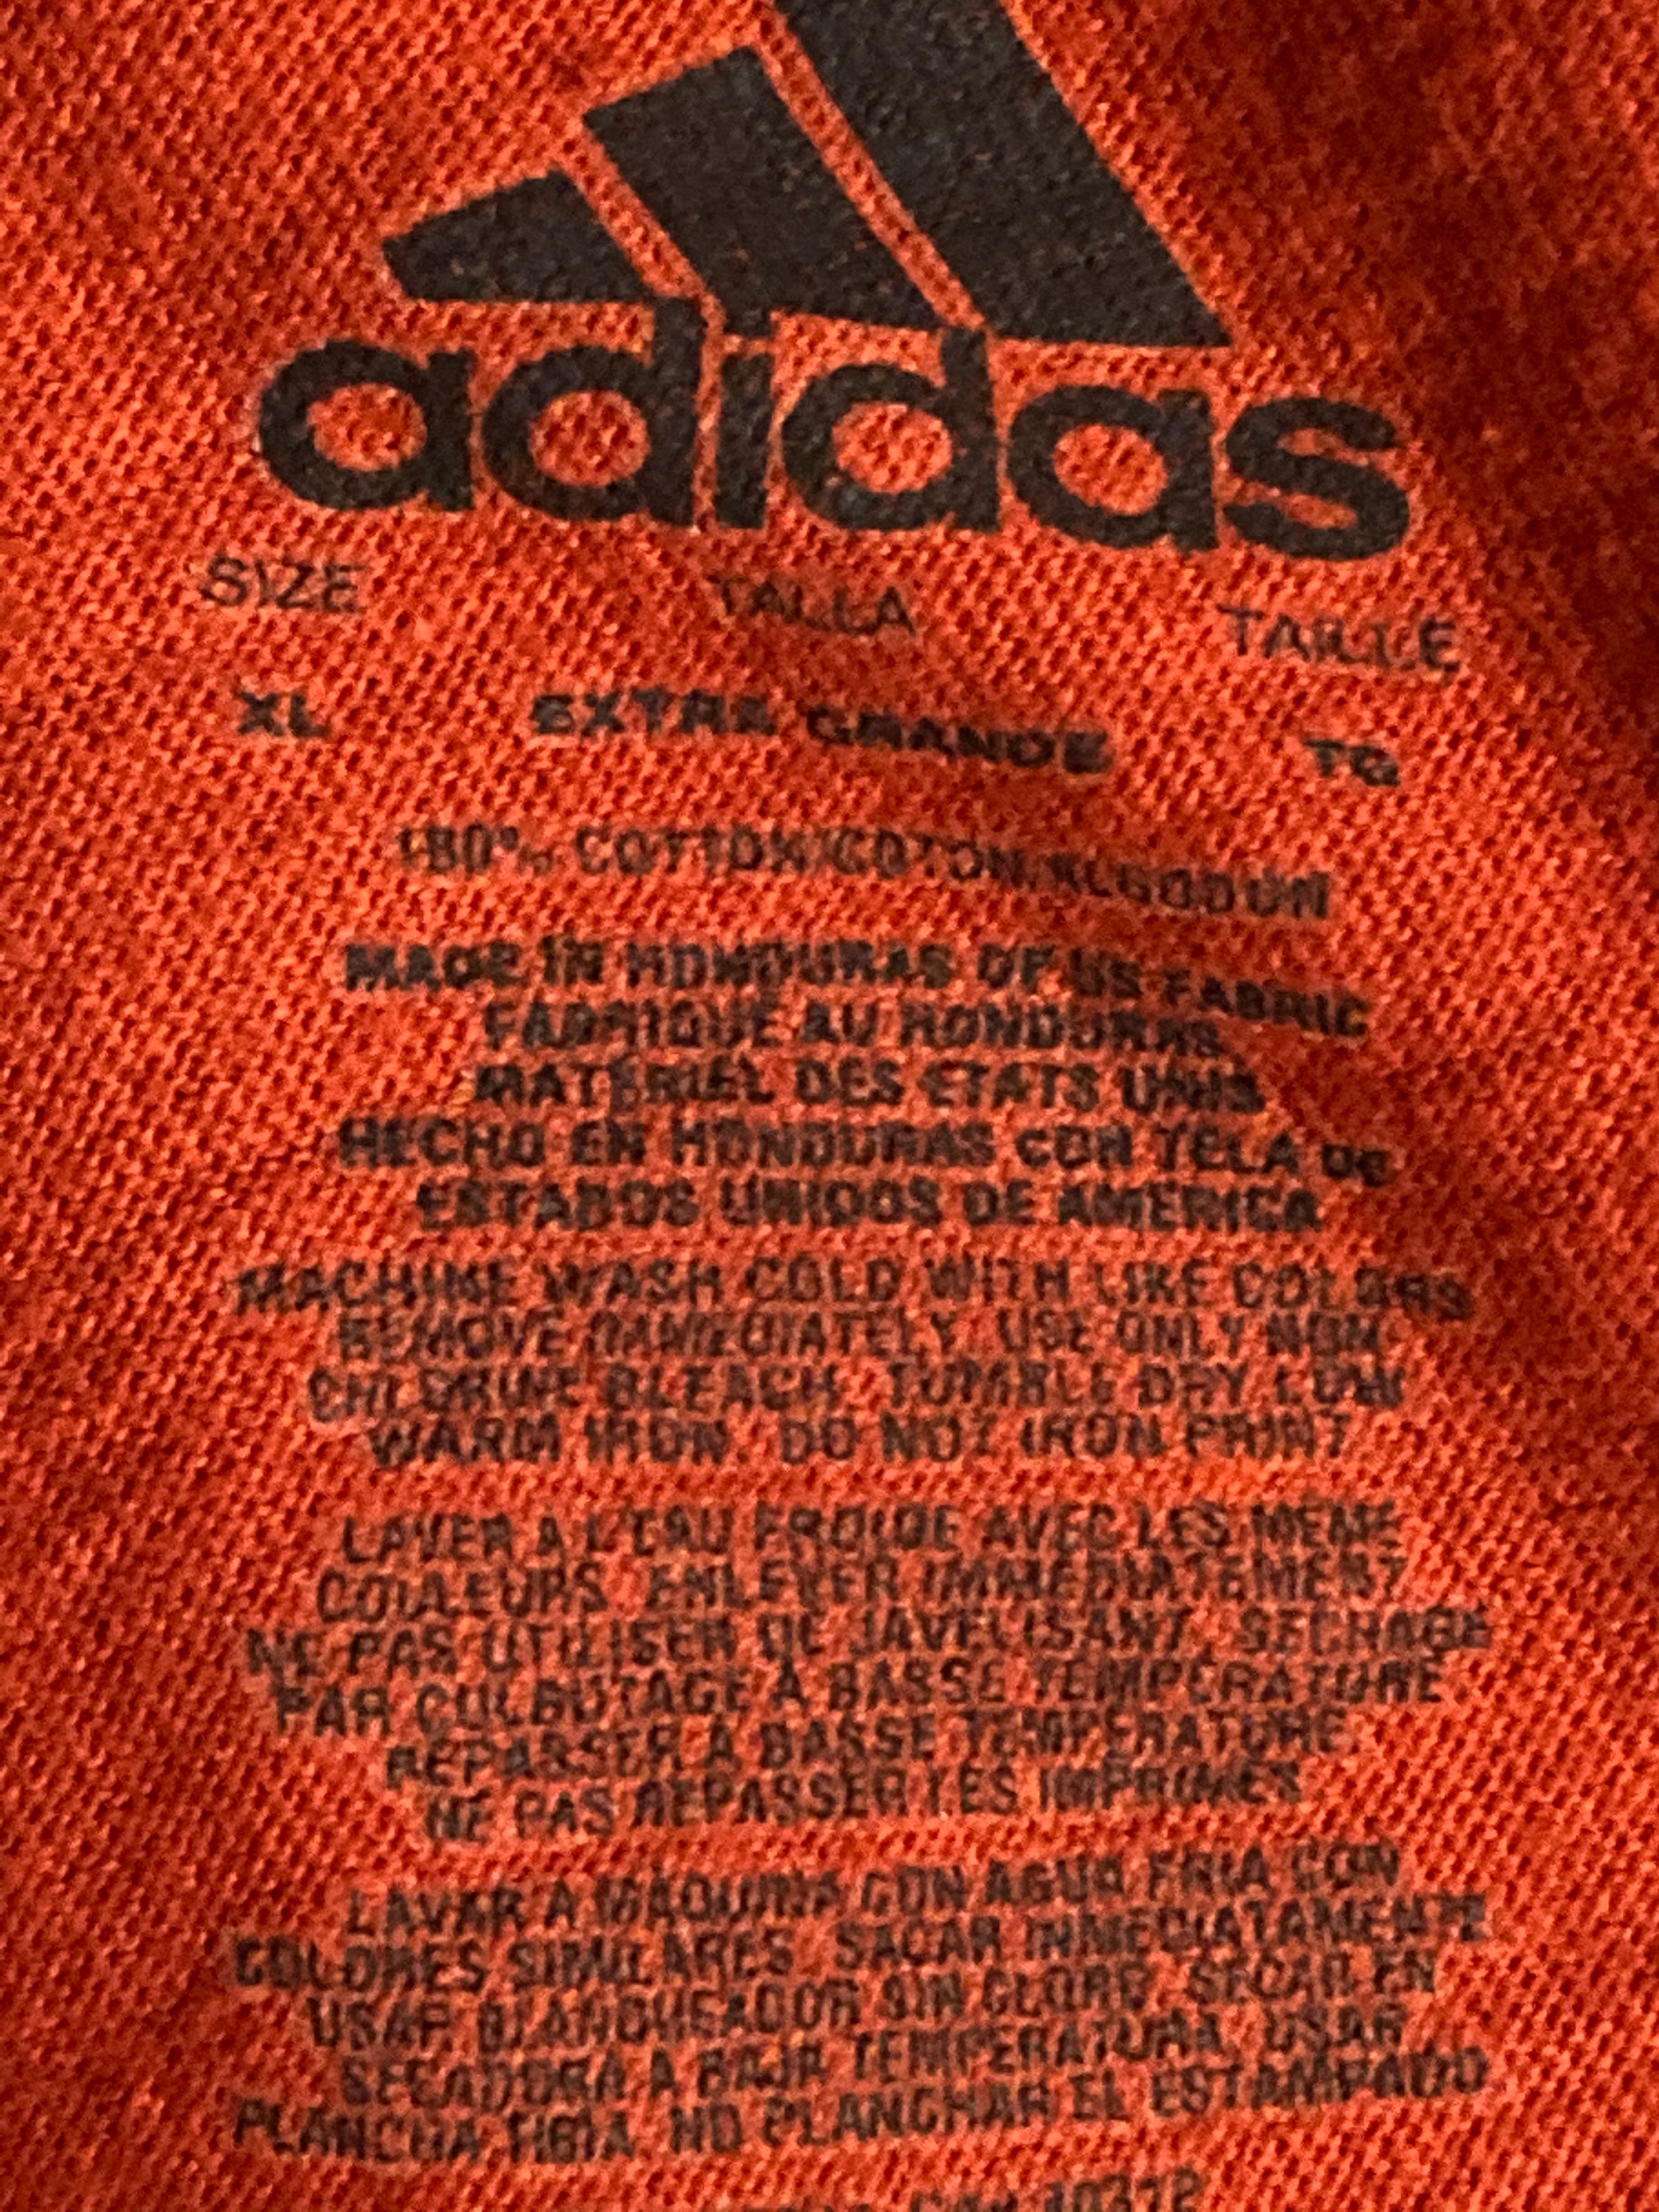 adidas
SIZE TALLA TAILLE
XL EXTRA GRANDE TG
100% COTTON/COTON/ALGODÓN
MADE IN HONDURAS OF US FABRIC
FABRIQUÉ AU HONDURAS
MATERIEL DES ETATS UNIS
HECHO EN HONDURAS CON TELA DE
ESTADOS UNIDOS DE AMERICA
MACHINE WASH COLD WITH LIKE COLORS
REMOVE IMMEDIATELY. USE ONLY NON
CHLORINE BLEACH. TUMBLE DRY LOW
WARM IRON. DO NOT IRON PRINT
LAVER A L'EAU FROIDE AVEC LES MEME
COULEURS. ENLEVER IMMEDIATEMENT
NE PAS UTILISER DE JAVELISANT. SECHAGE
PAR CULBUTAGE À BASSE TEMPERATURE
REPASSER À BASSE TEMPERATURE
NE PAS REPASSER LES IMPRIMES
LAVAR A MAQUINA CON AGUA FRIA CON
COLORES SIMILARES. SACAR INMEDIATAMENTE
USAR BLANQUEADOR SIN CLORO. SECAR EN
SECADORA A BAJA TEMPERATURA. USAR
PLANCHA TIBIA. NO PLANCHAR EL ESTAMPADO
40312